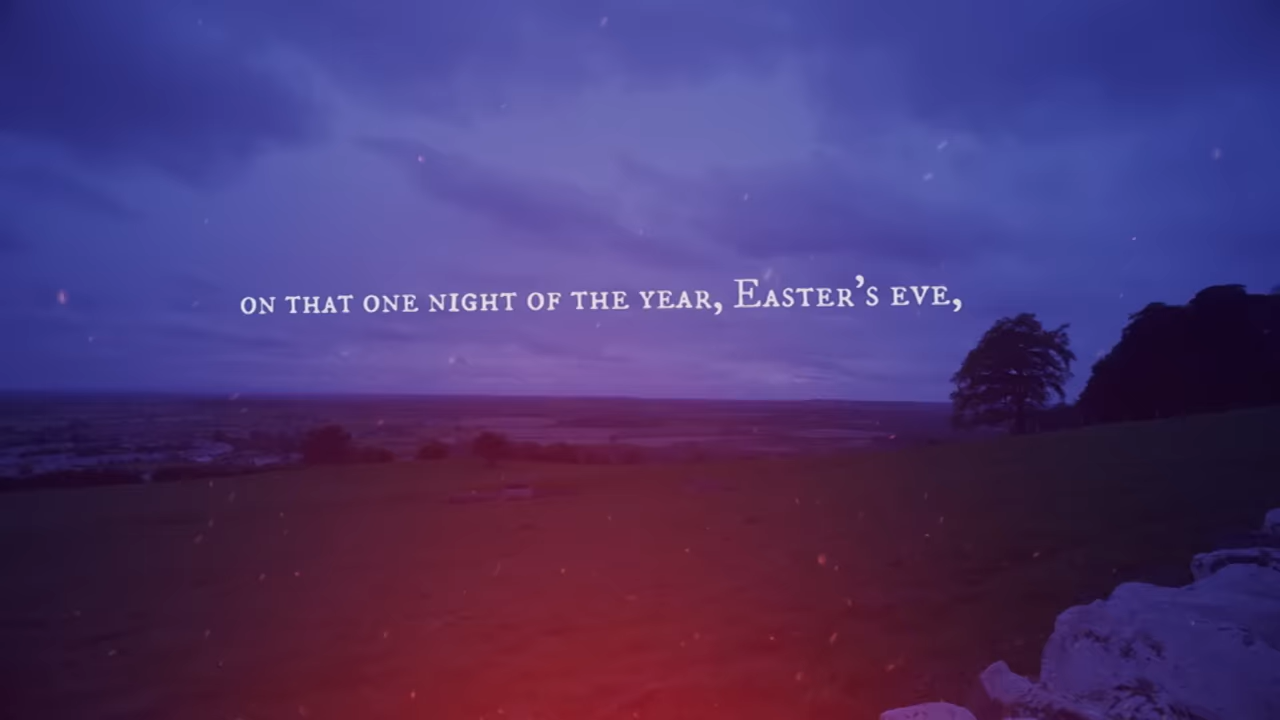 on that one night of the year, Easter's eve,